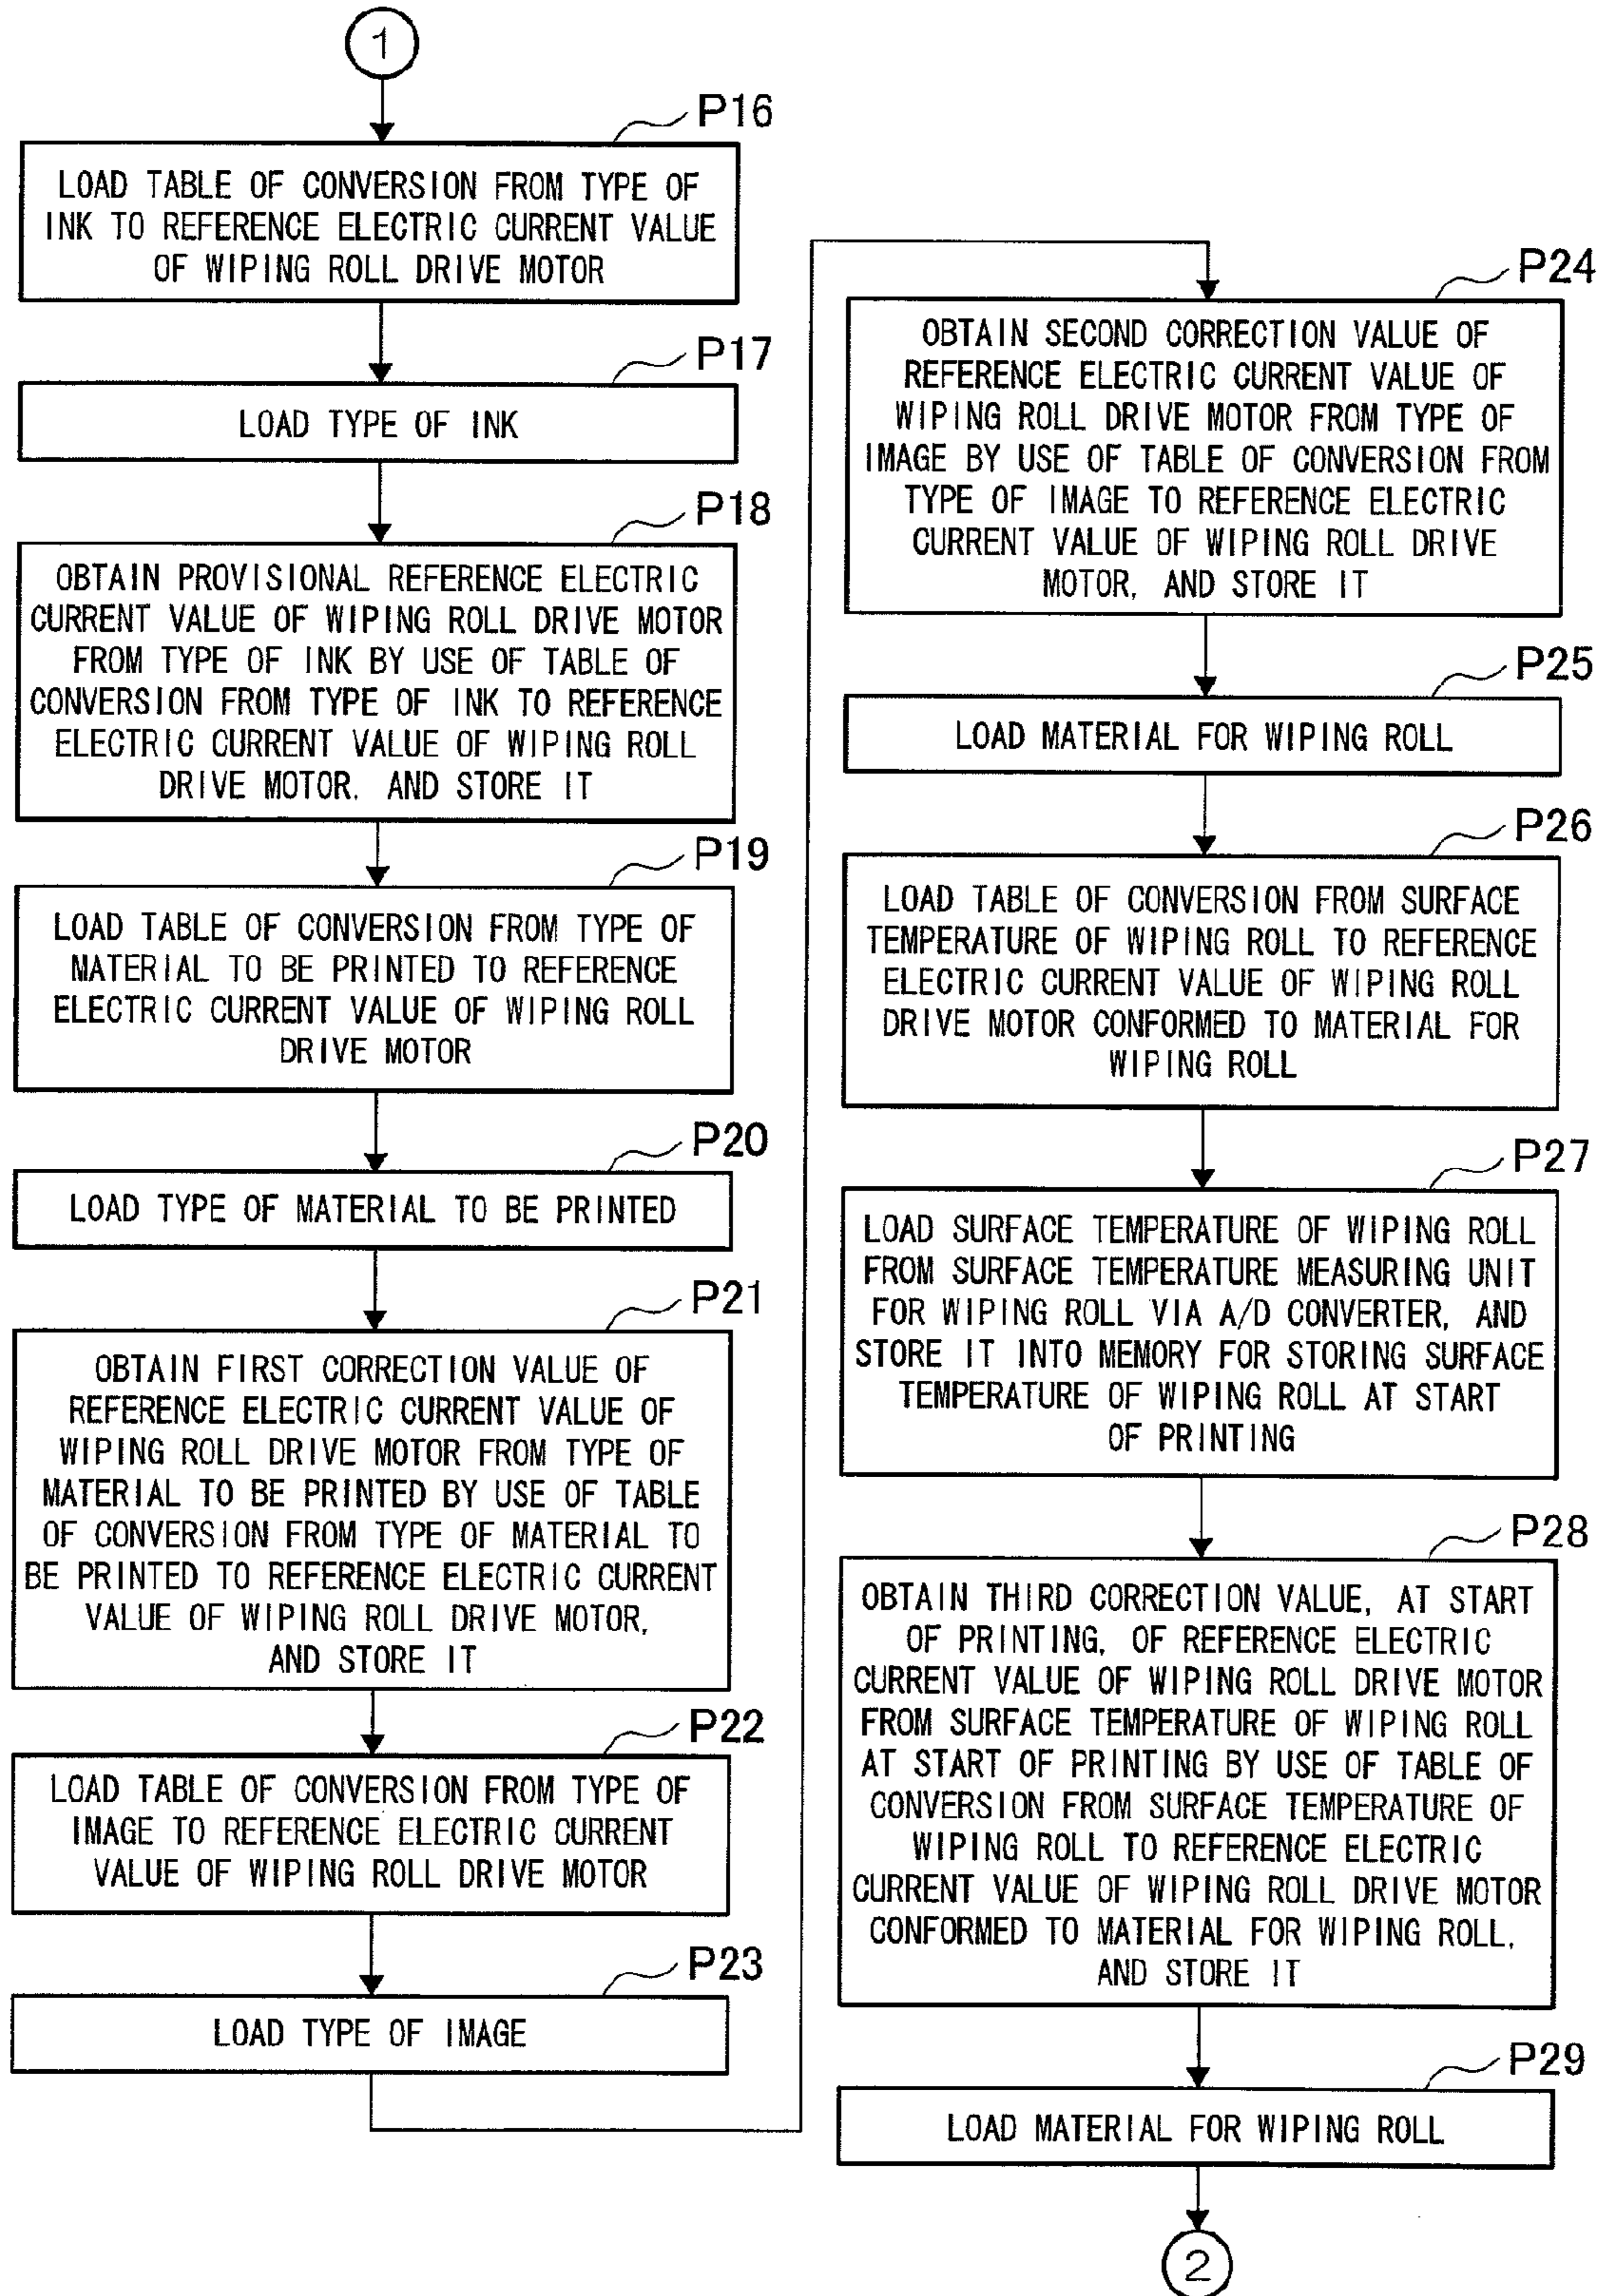 1
P16
LOAD TABLE OF CONVERSION FROM TYPE OF
INK TO REFERENCE ELECTRIC CURRENT VALUE
OF WIPING ROLL DRIVE MOTOR
P17
LOAD TYPE OF INK
P18
OBTAIN PROVISIONAL REFERENCE ELECTRIC
CURRENT VALUE OF WIPING ROLL DRIVE MOTOR
FROM TYPE OF INK BY USE OF TABLE OF
CONVERSION FROM TYPE OF INK TO REFERENCE
ELECTRIC CURRENT VALUE OF WIPING ROLL
DRIVE MOTOR, AND STORE IT
P19
LOAD TABLE OF CONVERSION FROM TYPE OF
MATERIAL TO BE PRINTED TO REFERENCE
ELECTRIC CURRENT VALUE OF WIPING ROLL
DRIVE MOTOR
P20
LOAD TYPE OF MATERIAL TO BE PRINTED
P21
OBTAIN FIRST CORRECTION VALUE OF
REFERENCE ELECTRIC CURRENT VALUE OF
WIPING ROLL DRIVE MOTOR FROM TYPE OF
MATERIAL TO BE PRINTED BY USE OF TABLE
OF CONVERSION FROM TYPE OF MATERIAL TO
BE PRINTED TO REFERENCE ELECTRIC CURRENT
VALUE OF WIPING ROLL DRIVE MOTOR,
AND STORE IT
P22
LOAD TABLE OF CONVERSION FROM TYPE OF
IMAGE TO REFERENCE ELECTRIC CURRENT
VALUE OF WIPING ROLL DRIVE MOTOR
P23
LOAD TYPE OF IMAGE
P24
OBTAIN SECOND CORRECTION VALUE OF
REFERENCE ELECTRIC CURRENT VALUE OF
WIPING ROLL DRIVE MOTOR FROM TYPE OF
IMAGE BY USE OF TABLE OF CONVERSION FROM
TYPE OF IMAGE TO REFERENCE ELECTRIC
CURRENT VALUE OF WIPING ROLL DRIVE
MOTOR, AND STORE IT
P25
LOAD MATERIAL FOR WIPING ROLL
P26
LOAD TABLE OF CONVERSION FROM SURFACE
TEMPERATURE OF WIPING ROLL TO REFERENCE
ELECTRIC CURRENT VALUE OF WIPING ROLL
DRIVE MOTOR CONFORMED TO MATERIAL FOR
WIPING ROLL
P27
LOAD SURFACE TEMPERATURE OF WIPING ROLL
FROM SURFACE TEMPERATURE MEASURING UNIT
FOR WIPING ROLL VIA A/D CONVERTER, AND
STORE IT INTO MEMORY FOR STORING SURFACE
TEMPERATURE OF WIPING ROLL AT START
OF PRINTING
P28
OBTAIN THIRD CORRECTION VALUE, AT START
OF PRINTING, OF REFERENCE ELECTRIC
CURRENT VALUE OF WIPING ROLL DRIVE MOTOR
FROM SURFACE TEMPERATURE OF WIPING ROLL
AT START OF PRINTING BY USE OF TABLE OF
CONVERSION FROM SURFACE TEMPERATURE OF
WIPING ROLL TO REFERENCE ELECTRIC
CURRENT VALUE OF WIPING ROLL DRIVE MOTOR
CONFORMED TO MATERIAL FOR WIPING ROLL,
AND STORE IT
P29
LOAD MATERIAL FOR WIPING ROLL
2